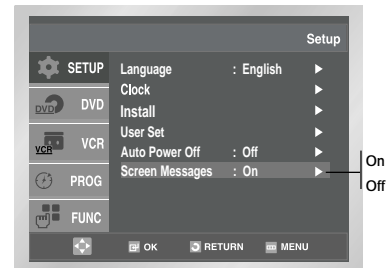 Setup
SETUP
DVD DVD
VCR VCR
PROG
FUNC
Language : English
Clock
Install
User Set
Auto Power Off : Off
Screen Messages : On
On
Off
OK RETURN MENU